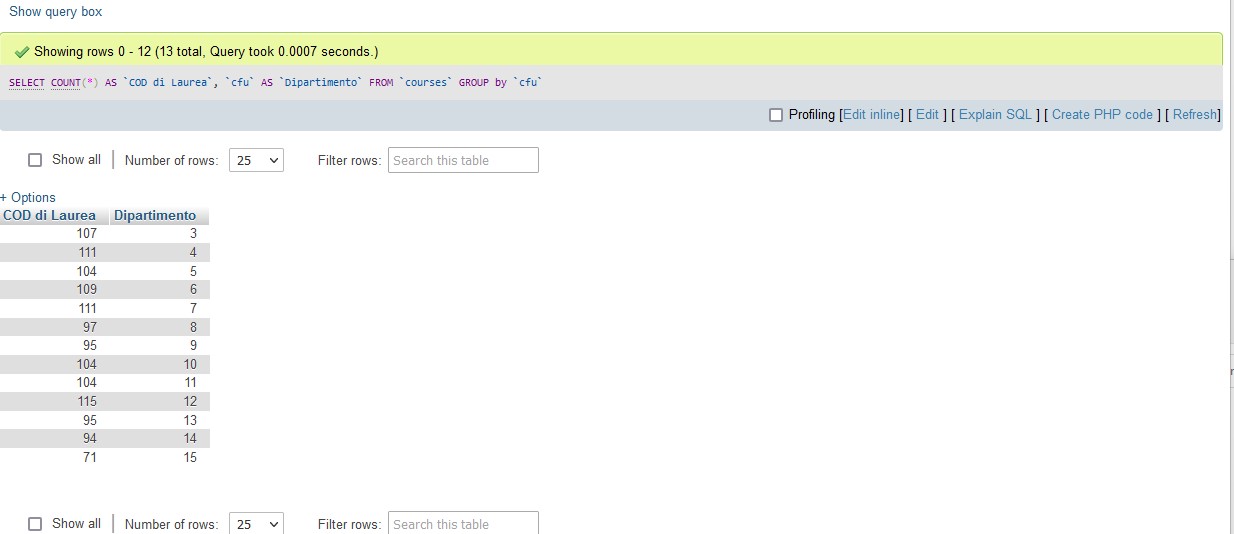 Show query box
Showing rows 0 - 12 (13 total, Query took 0.0007 seconds.)
SELECT COUNT(*) AS `COD di Laurea`, `cfu` AS `Dipartimento` FROM `courses` GROUP by `cfu`
Profiling [Edit inline] [ Edit ] [ Explain SQL ] [ Create PHP code ] [ Refresh]
Show all | Number of rows: 25 Filter rows: Search this table
+ Options
COD di Laurea Dipartimento
107 3
111 4
104 5
109 6
111 7
97 8
95 9
104 10
104 11
115 12
95 13
94 14
71 15
Show all | Number of rows: 25 Filter rows: Search this table